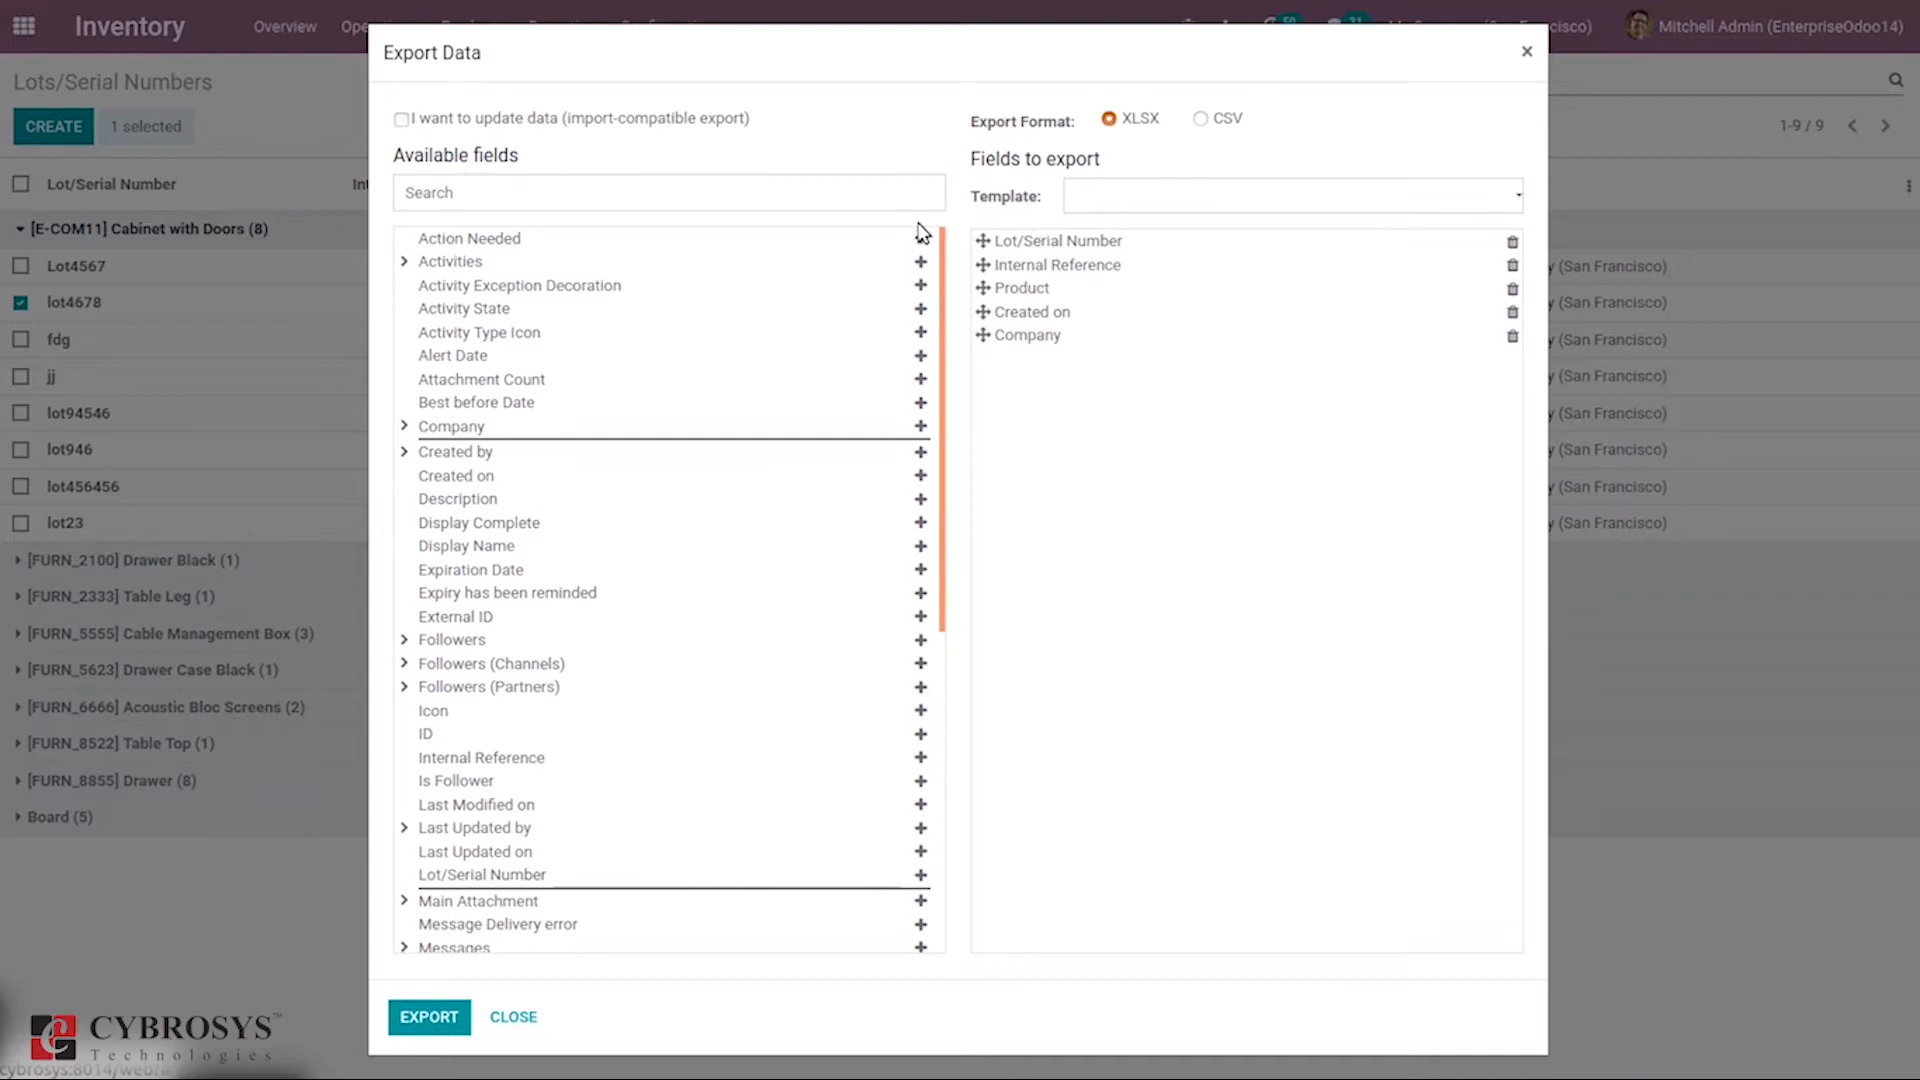 Inventory Overview
50 31
cisco) Mitchell Admin (EnterpriseOdoo14)
Lots/Serial Numbers
CREATE 1 selected
1-9 / 9
Lot/Serial Number
[E-COM11] Cabinet with Doors (8)
Lot4567 (San Francisco)
lot4678 (San Francisco)
fdg (San Francisco)
jj (San Francisco)
lot94546 (San Francisco)
lot946 (San Francisco)
lot456456 (San Francisco)
lot23 (San Francisco)
[FURN_2100] Drawer Black (1)
[FURN_2333] Table Leg (1)
[FURN_5555] Cable Management Box (3)
[FURN_5623] Drawer Case Black (1)
[FURN_6666] Acoustic Bloc Screens (2)
[FURN_8522] Table Top (1)
[FURN_8855] Drawer (8)
Board (5)
Export Data
I want to update data (import-compatible export)
Available fields
Search
Action Needed
Activities
Activity Exception Decoration
Activity State
Activity Type Icon
Alert Date
Attachment Count
Best before Date
Company
Created by
Created on
Description
Display Complete
Display Name
Expiration Date
Expiry has been reminded
External ID
Followers
Followers (Channels)
Followers (Partners)
Icon
ID
Internal Reference
Is Follower
Last Modified on
Last Updated by
Last Updated on
Lot/Serial Number
Main Attachment
Message Delivery error
Messages
Export Format: XLSX CSV
Fields to export
Template:
Lot/Serial Number
Internal Reference
Product
Created on
Company
EXPORT CLOSE
CYBROSYS™
Technologies
cybrosys:8014/web?#